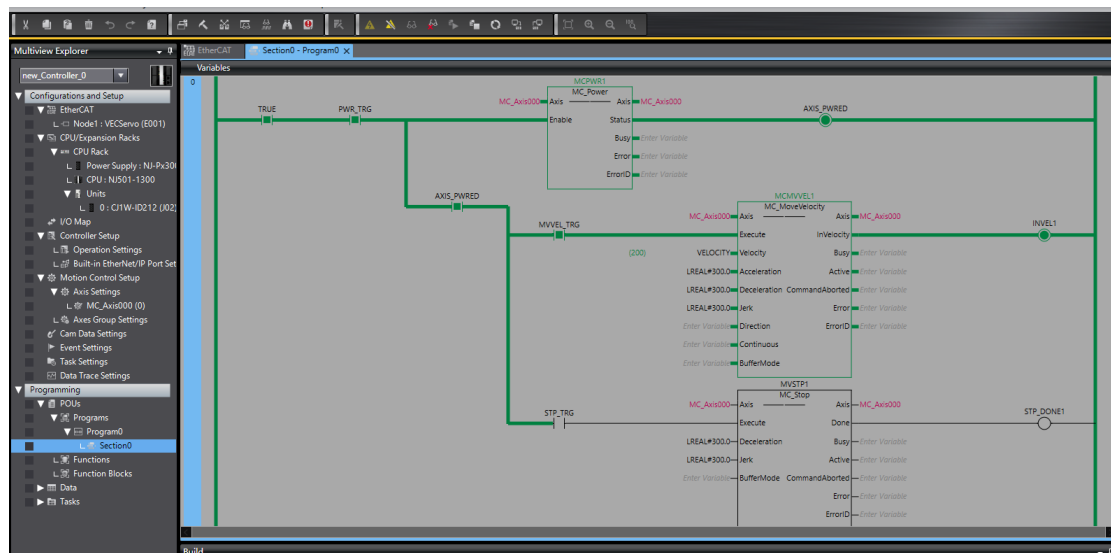 Multiview Explorer
EtherCAT
Section0 - Program0
new_Controller_0
Variables
Configurations and Setup
EtherCAT
Node1 : VECServo (E001)
CPU/Expansion Racks
CPU Rack
Power Supply : NJ-Px30
CPU : NJ501-1300
Units
0 : CJ1W-ID212 (J02)
I/O Map
Controller Setup
Operation Settings
Built-in EtherNet/IP Port Set
Motion Control Setup
Axis Settings
MC_Axis000 (0)
Axes Group Settings
Cam Data Settings
Event Settings
Task Settings
Data Trace Settings
Programming
POUs
Programs
Program0
Section0
Functions
Function Blocks
Data
Tasks
0
MCPWR1
MC_Power
MC_Axis000 Axis Axis MC_Axis000
TRUE PWR_TRG Enable Status AXIS_PWRED
Busy Enter Variable
Error Enter Variable
ErrorID Enter Variable
AXIS_PWRED
MCMVVEL1
MC_MoveVelocity
MC_Axis000 Axis Axis MC_Axis000
MVVEL_TRG Execute InVelocity INVEL1
(200) VELOCITY Velocity Busy Enter Variable
LREAL#300.0 Acceleration Active Enter Variable
LREAL#300.0 Deceleration CommandAborted Enter Variable
LREAL#300.0 Jerk Error Enter Variable
Enter Variable Direction ErrorID Enter Variable
Enter Variable Continuous
Enter Variable BufferMode
MVSTP1
MC_Stop
MC_Axis000 Axis Axis MC_Axis000
STP_TRG Execute Done STP_DONE1
LREAL#300.0 Deceleration Busy Enter Variable
LREAL#300.0 Jerk Active Enter Variable
Enter Variable BufferMode CommandAborted Enter Variable
Error Enter Variable
ErrorID Enter Variable
Build